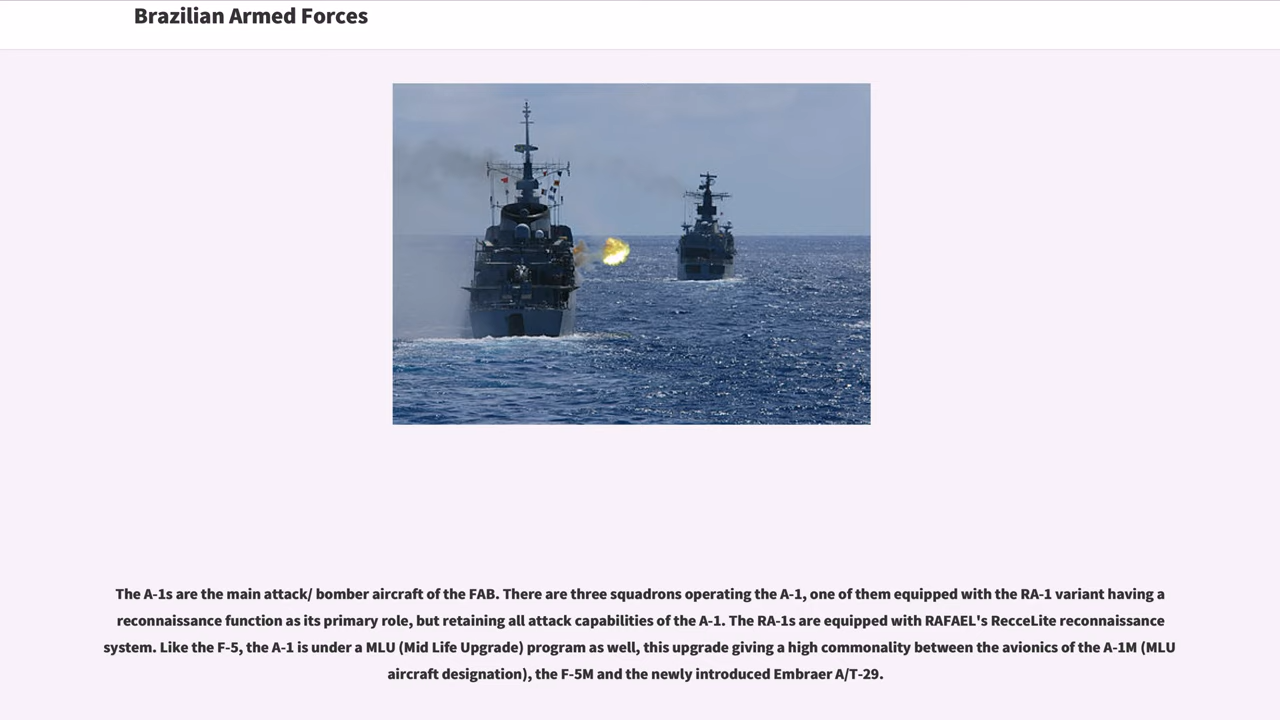 Brazilian Armed Forces
The A-1s are the main attack/ bomber aircraft of the FAB. There are three squadrons operating the A-1, one of them equipped with the RA-1 variant having a
reconnaissance function as its primary role, but retaining all attack capabilities of the A-1. The RA-1s are equipped with RAFAEL's RecceLite reconnaissance
system. Like the F-5, the A-1 is under a MLU (Mid Life Upgrade) program as well, this upgrade giving a high commonality between the avionics of the A-1M (MLU
aircraft designation), the F-5M and the newly introduced Embraer A/T-29.